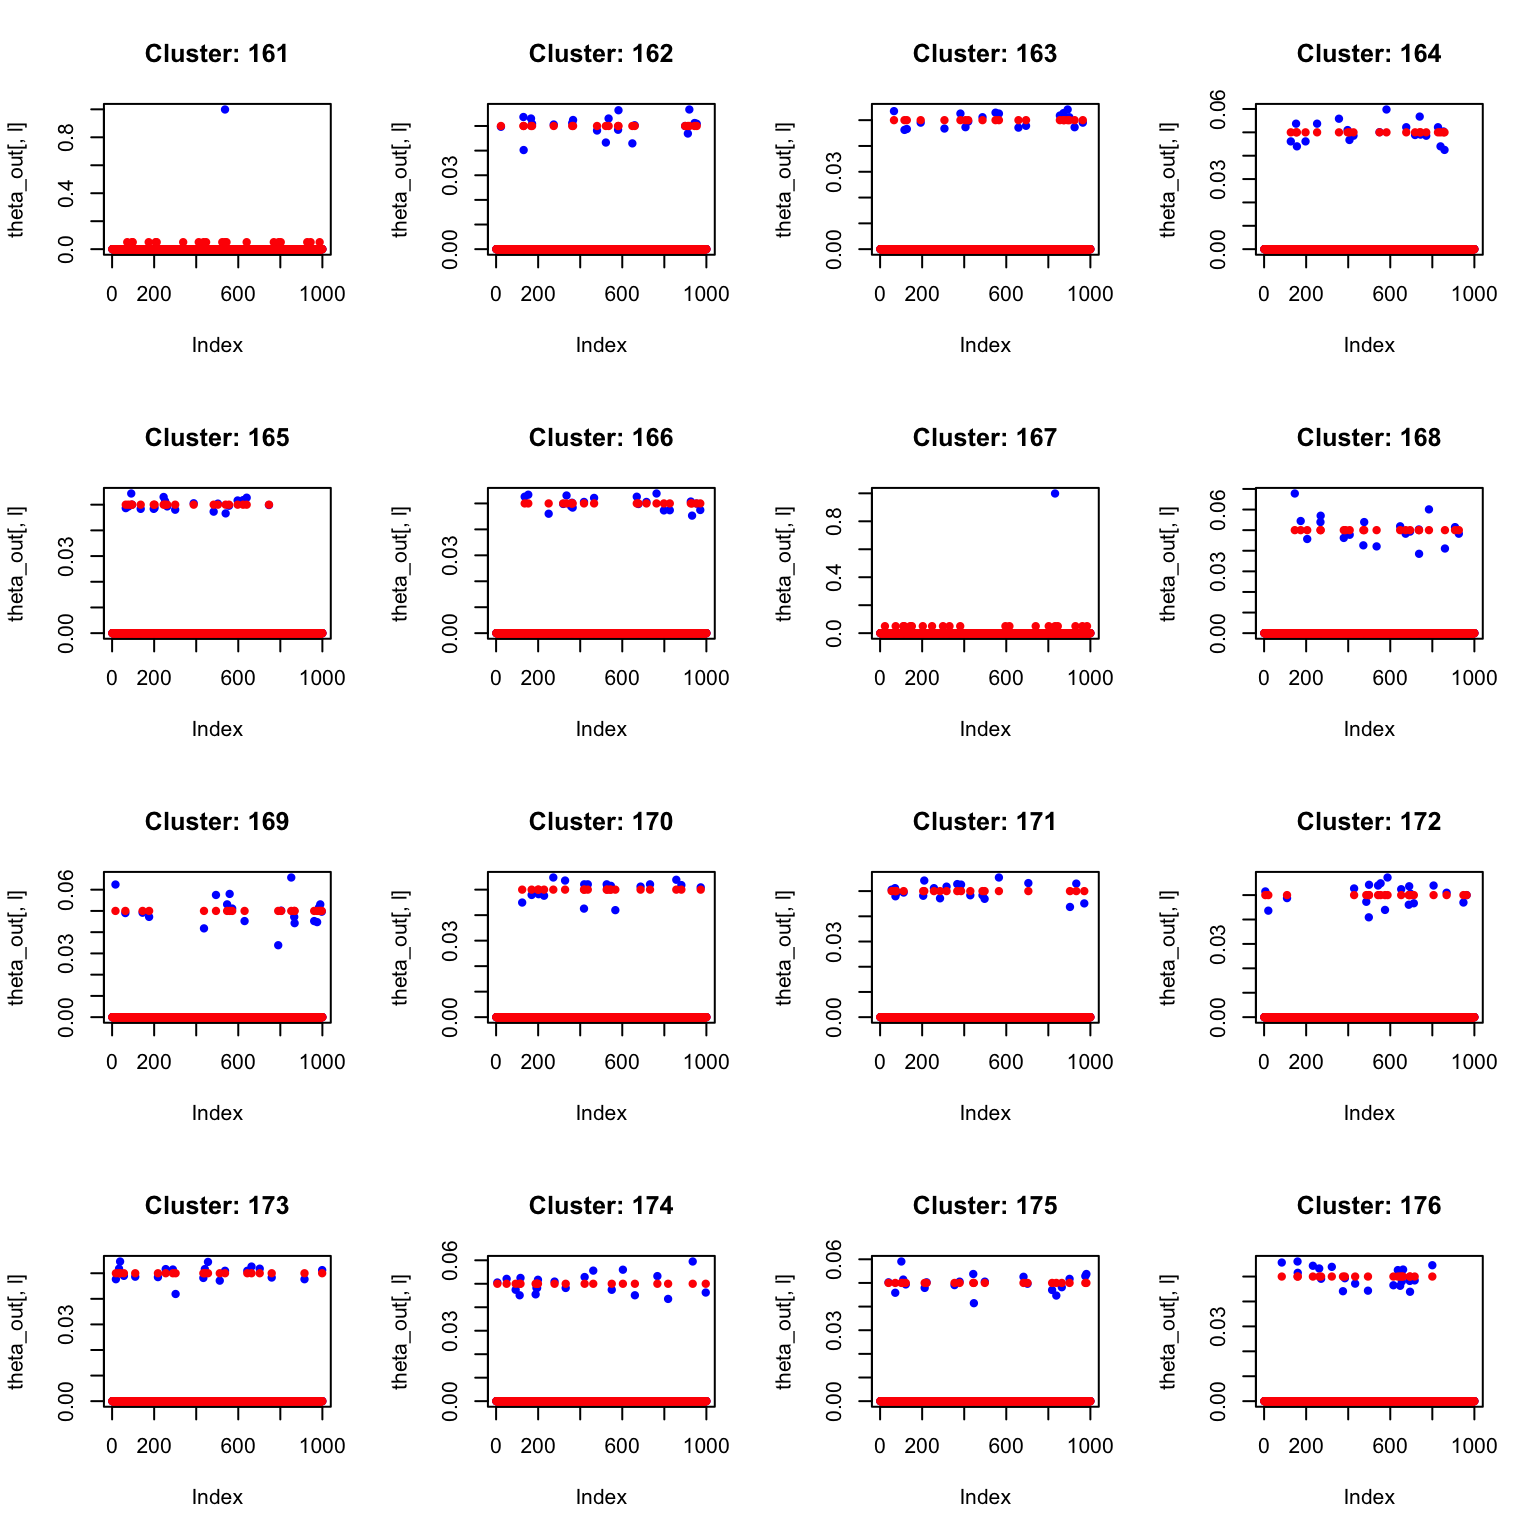 Cluster: 161
theta_out[, l]
0.0 0.4 0.8
0 200 600 1000
Index
Cluster: 162
theta_out[, l]
0.00 0.03
0 200 600 1000
Index
Cluster: 163
theta_out[, l]
0.00 0.03
0 200 600 1000
Index
Cluster: 164
theta_out[, l]
0.00 0.03 0.06
0 200 600 1000
Index
Cluster: 165
theta_out[, l]
0.00 0.03
0 200 600 1000
Index
Cluster: 166
theta_out[, l]
0.00 0.03
0 200 600 1000
Index
Cluster: 167
theta_out[, l]
0.0 0.4 0.8
0 200 600 1000
Index
Cluster: 168
theta_out[, l]
0.00 0.03 0.06
0 200 600 1000
Index
Cluster: 169
theta_out[, l]
0.00 0.03 0.06
0 200 600 1000
Index
Cluster: 170
theta_out[, l]
0.00 0.03
0 200 600 1000
Index
Cluster: 171
theta_out[, l]
0.00 0.03
0 200 600 1000
Index
Cluster: 172
theta_out[, l]
0.00 0.03
0 200 600 1000
Index
Cluster: 173
theta_out[, l]
0.00 0.03
0 200 600 1000
Index
Cluster: 174
theta_out[, l]
0.00 0.03 0.06
0 200 600 1000
Index
Cluster: 175
theta_out[, l]
0.00 0.03 0.06
0 200 600 1000
Index
Cluster: 176
theta_out[, l]
0.00 0.03
0 200 600 1000
Index